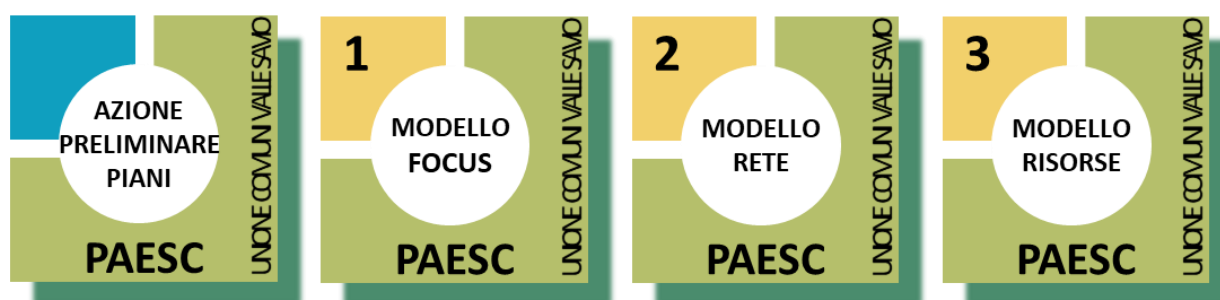 AZIONE
PRELIMINARE
PIANI
PAESC
UNIONE COMUNI VALLE SAVIO
1
MODELLO
FOCUS
PAESC
UNIONE COMUNI VALLE SAVIO
2
MODELLO
RETE
PAESC
UNIONE COMUNI VALLE SAVIO
3
MODELLO
RISORSE
PAESC
UNIONE COMUNI VALLE SAVIO